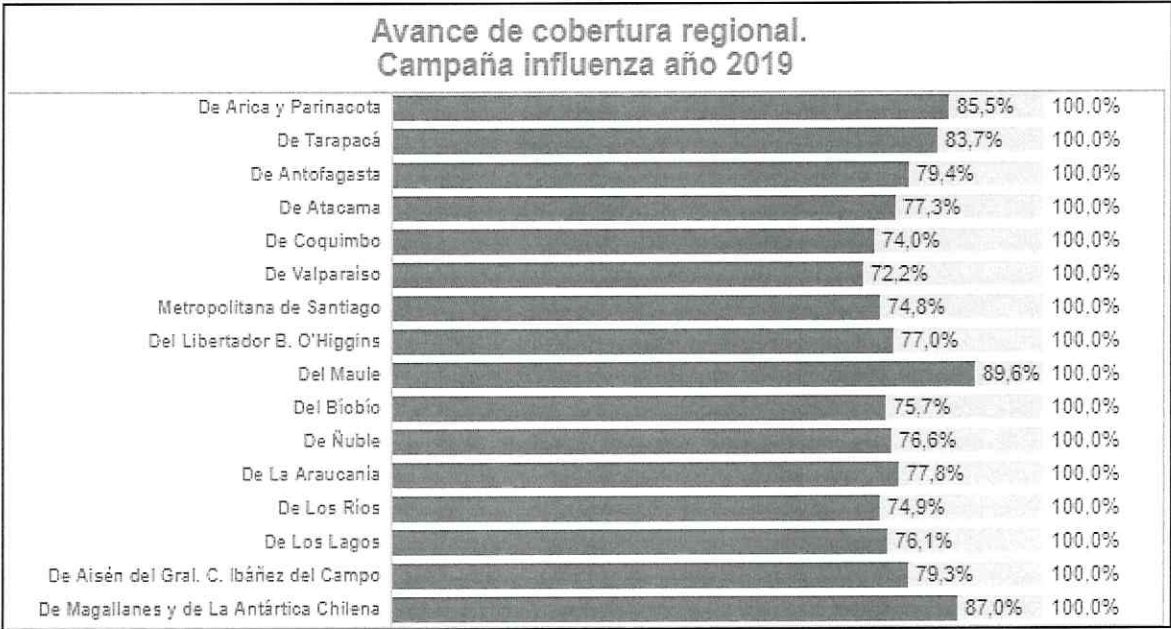 Avance de cobertura regional.
Campaña influenza año 2019
De Arica y Parinacota 85,5% 100.0%
De Tarapacá 83,7% 100.0%
De Antofagasta 79,4% 100.0%
De Atacama 77,3% 100.0%
De Coquimbo 74,0% 100.0%
De Valparaiso 72,2% 100.0%
Metropolitana de Santiago 74,8% 100.0%
Del Libertador B. O'Higgins 77,0% 100.0%
Del Maule 89,6% 100.0%
Del Bíobío 75,7% 100.0%
De Ñuble 76,6% 100.0%
De La Araucania 77,8% 100.0%
De Los Ríos 74,9% 100.0%
De Los Lagos 76,1% 100.0%
De Aisén del Gral. C. Ibáñez del Campo 79,3% 100.0%
De Magallanes y de La Antártica Chilena 87,0% 100.0%